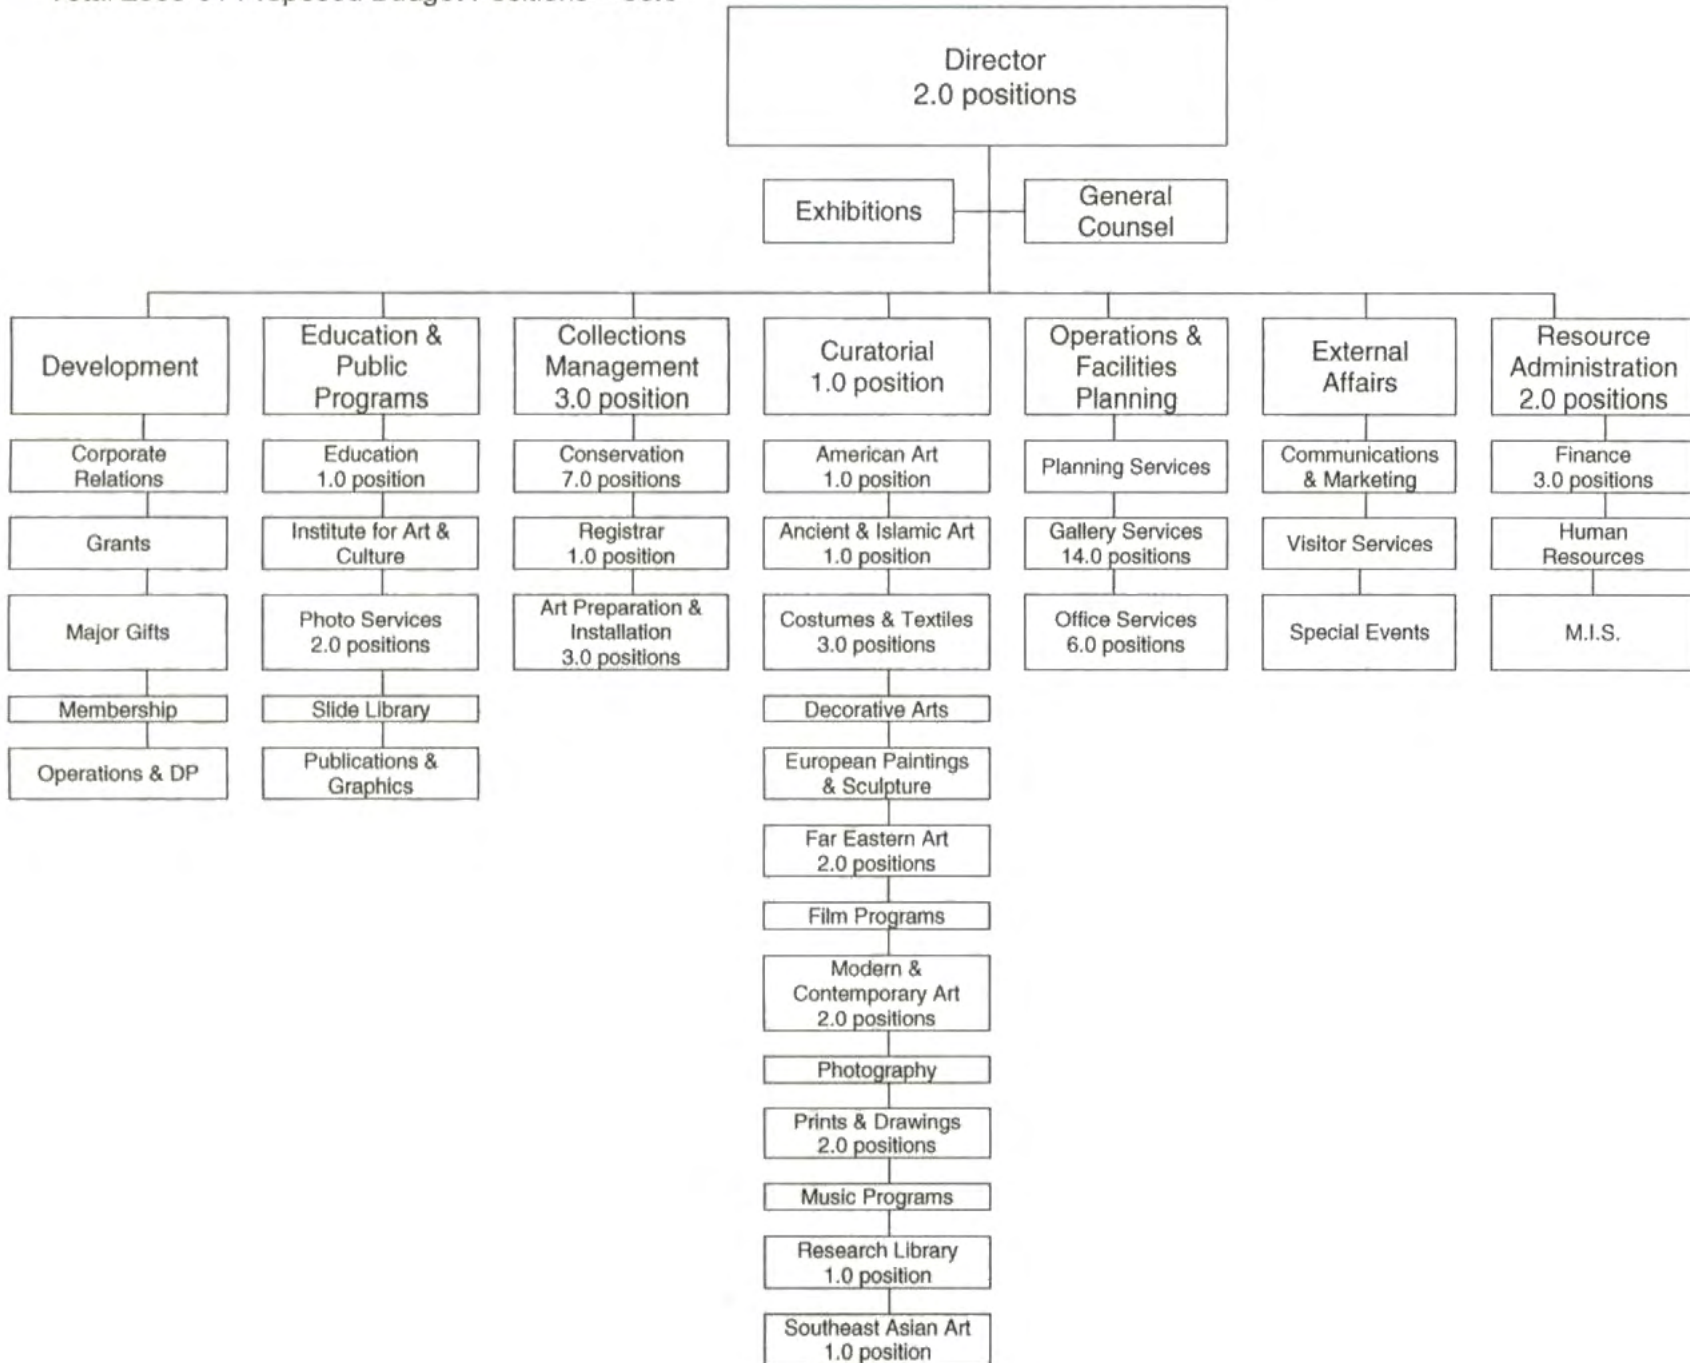 Total Proposed Budget Positions
Director
2.0 positions
Exhibitions
General
Counsel
Development
Education &
Public
Programs
Collections
Management
3.0 position
Curatorial
1.0 position
Operations &
Facilities
Planning
External
Affairs
Resource
Administration
2.0 positions
Corporate
Relations
Education
1.0 position
Conservation
7.0 positions
American Art
1.0 position
Planning Services
Communications
& Marketing
Finance
3.0 positions
Grants
Institute for Art &
Culture
Registrar
1.0 position
Ancient & Islamic Art
1.0 position
Gallery Services
14.0 positions
Visitor Services
Human
Resources
Major Gifts
Photo Services
2.0 positions
Art Preparation &
Installation
3.0 positions
Costumes & Textiles
3.0 positions
Office Services
6.0 positions
Special Events
M.I.S.
Membership
Slide Library
Decorative Arts
Operations & DP
Publications &
Graphics
European Paintings
& Sculpture
Far Eastern Art
2.0 positions
Film Programs
Modern &
Contemporary Art
2.0 positions
Photography
Prints & Drawings
2.0 positions
Music Programs
Research Library
1.0 position
Southeast Asian Art
1.0 position